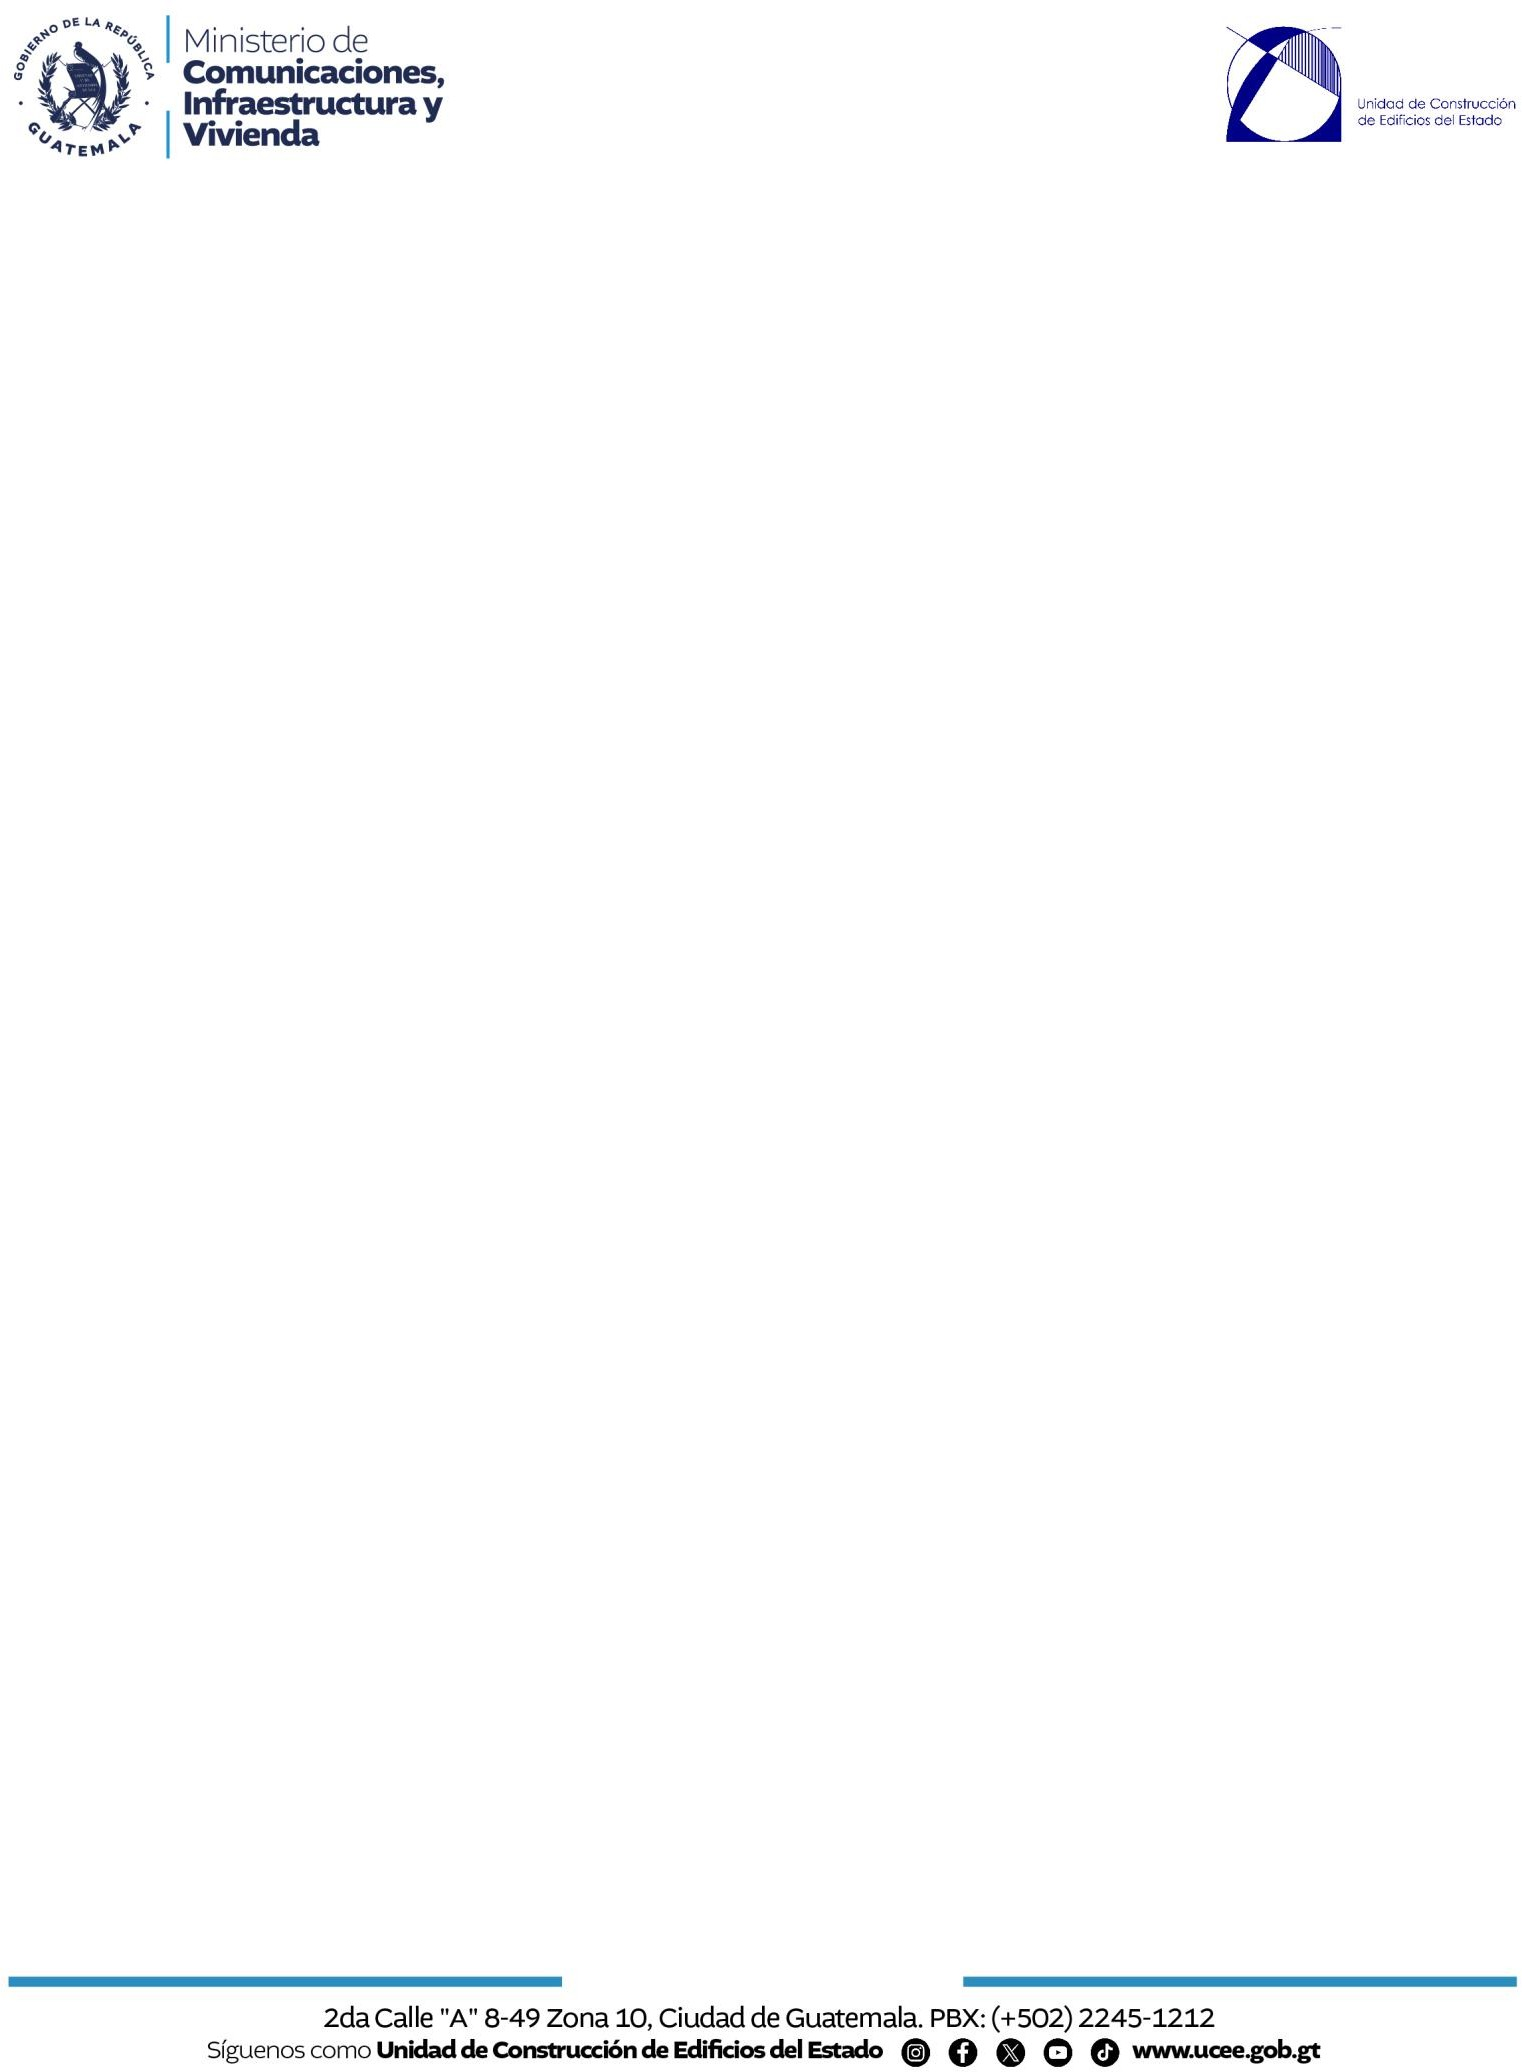 GOBIERNO DE LA REPÚBLICA
GUATEMALA
Ministerio de
Comunicaciones,
Infraestructura y
Vivienda
Unidad de Construcción
de Edificios del Estado
2da Calle "A" 8-49 Zona 10, Ciudad de Guatemala. PBX: (+502) 2245-1212
Síguenos como Unidad de Construcción de Edificios del Estado www.ucee.gob.gt